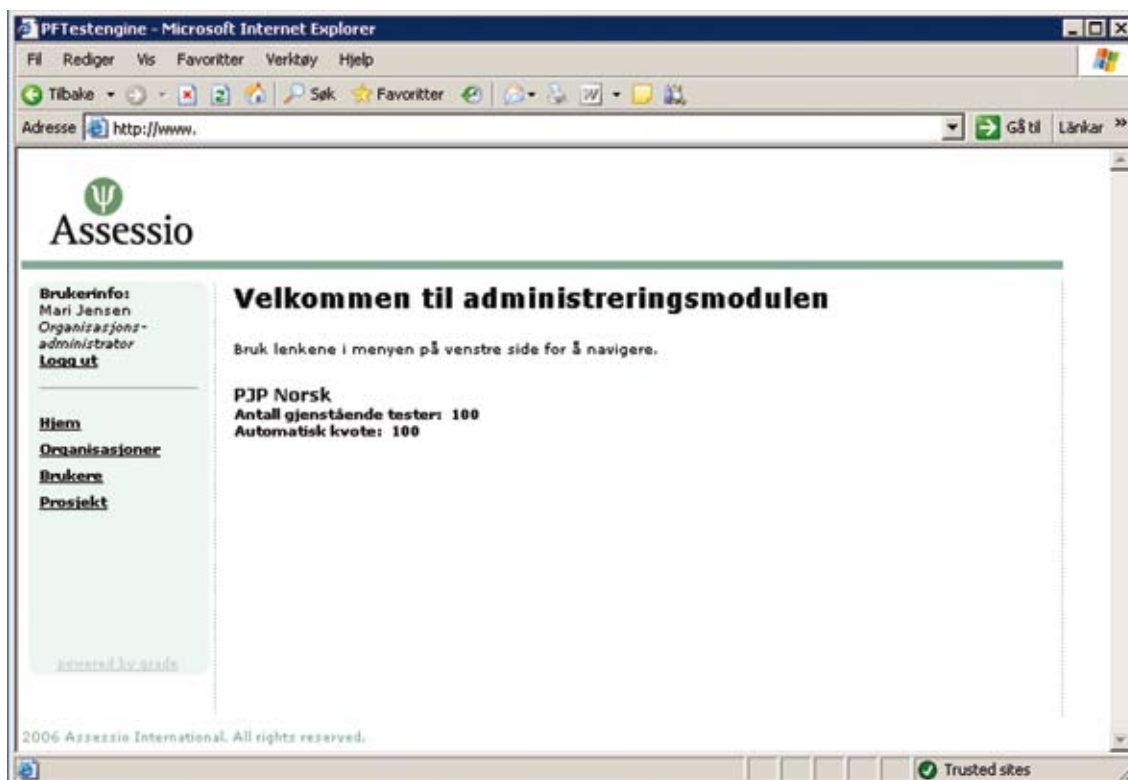 PFTestengine - Microsoft Internet Explorer
Fil Rediger Vis Favoritter Verktøy Hjelp
Tilbake Søk Favoritter
Adresse http://www. Gå til Länkar »
Assessio
Brukerinfo:
Mari Jensen
Organisasjons-
administrator
Logg ut
Hjem
Organisasjoner
Brukere
Prosjekt
powered by grade
Velkommen til administreringsmodulen
Bruk lenkene i menyen på venstre side for å navigere.
PJP Norsk
Antall gjenstående tester: 100
Automatisk kvote: 100
2006 Assessio International. All rights reserved.
Trusted sites